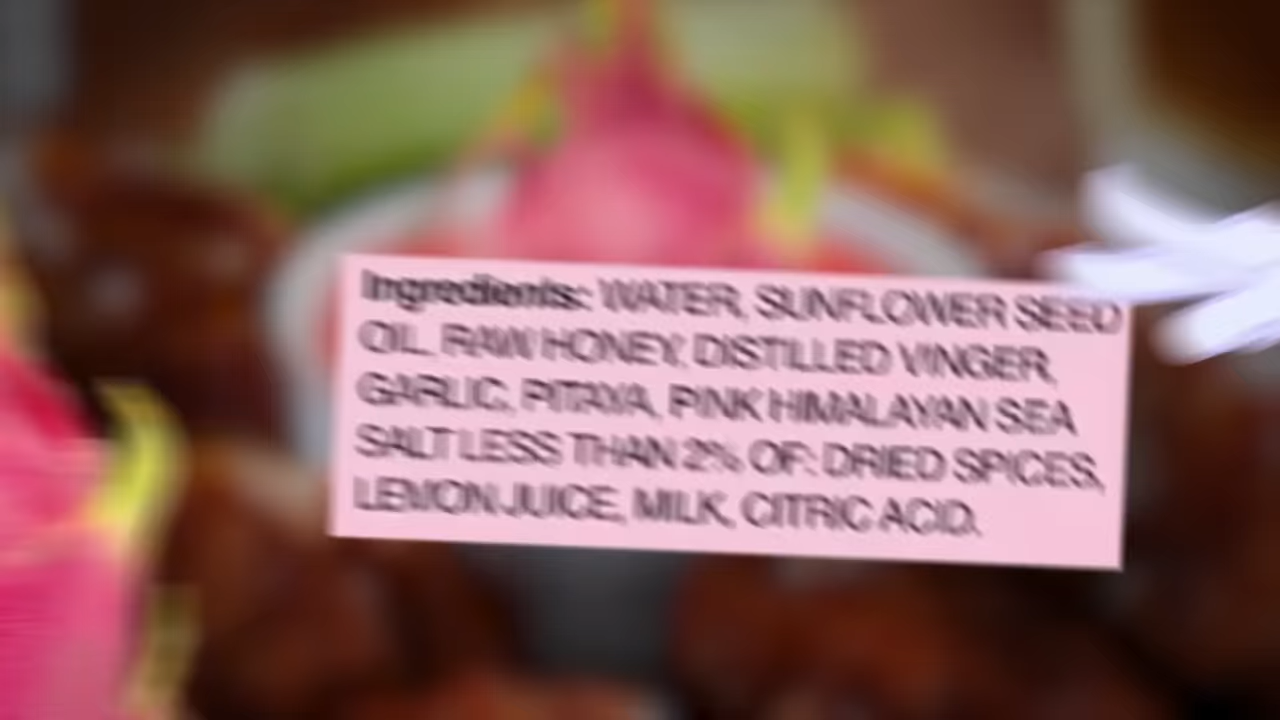 Ingredients: WATER, SUNFLOWER SEED
OIL, RAW HONEY, DISTILLED VINGER,
GARLIC, PITAYA, PINK HIMALAYAN SEA
SALT LESS THAN 2% OF: DRIED SPICES,
LEMON JUICE, MILK, CITRIC ACID.